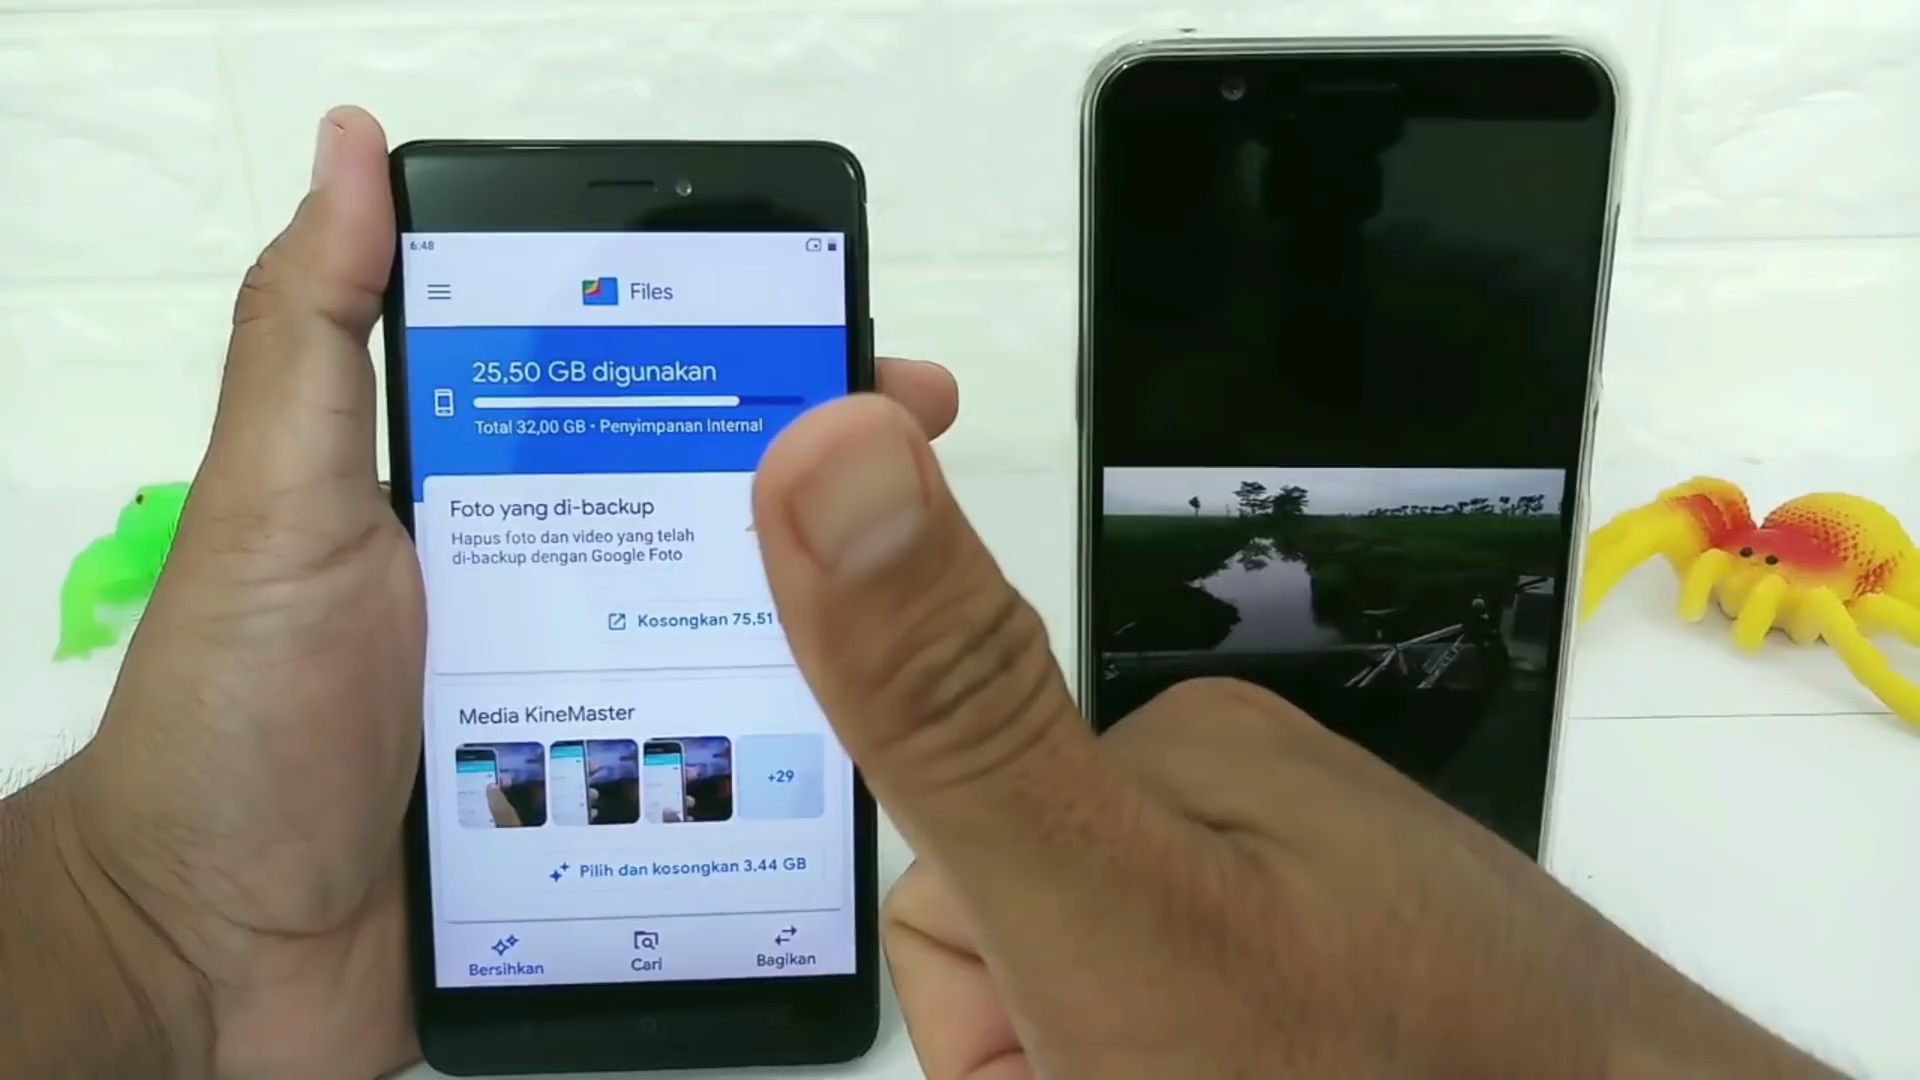 6:48
Files
25,50 GB digunakan
Total 32,00 GB • Penyimpanan Internal
Foto yang di-backup
Hapus foto dan video yang telah
di-backup dengan Google Foto
Kosongkan 75,51
Media KineMaster
+29
Pilih dan kosongkan 3,44 GB
Bersihkan
Cari
Bagikan